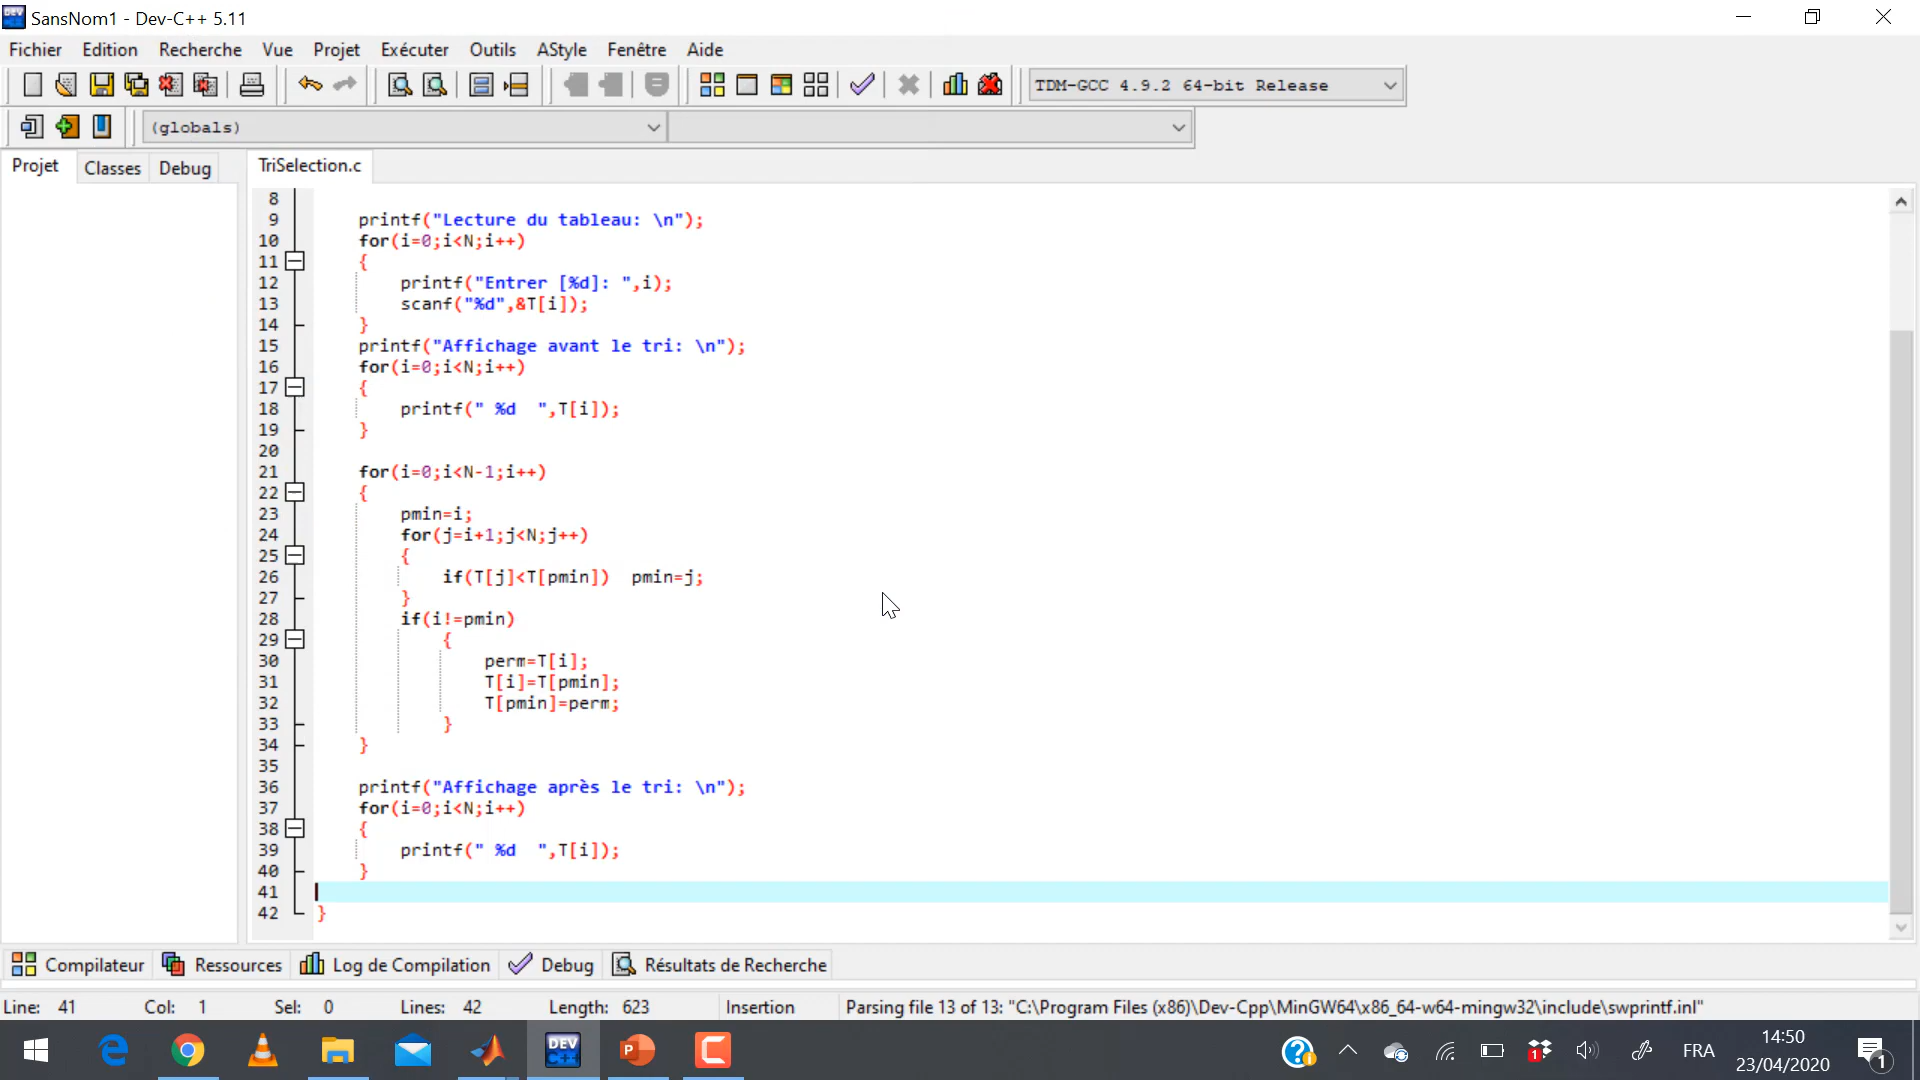 SansNom1 - Dev-C++ 5.11
Fichier Edition Recherche Vue Projet Exécuter Outils AStyle Fenêtre Aide
TDM-GCC 4.9.2 64-bit Release
(globals)
Projet Classes Debug TriSelection.c
8
9 printf("Lecture du tableau: \n");
10 for(i=0;i<N;i++)
11 {
12 printf("Entrer [%d]: ",i);
13 scanf("%d",&T[i]);
14 }
15 printf("Affichage avant le tri: \n");
16 for(i=0;i<N;i++)
17 {
18 printf(" %d  ",T[i]);
19 }
20
21 for(i=0;i<N-1;i++)
22 {
23 pmin=i;
24 for(j=i+1;j<N;j++)
25 {
26 if(T[j]<T[pmin])  pmin=j;
27 }
28 if(i!=pmin)
29 {
30 perm=T[i];
31 T[i]=T[pmin];
32 T[pmin]=perm;
33 }
34 }
35
36 printf("Affichage après le tri: \n");
37 for(i=0;i<N;i++)
38 {
39 printf(" %d  ",T[i]);
40 }
41
42 }
Compilateur Ressources Log de Compilation Debug Résultats de Recherche
Line: 41 Col: 1 Sel: 0 Lines: 42 Length: 623 Insertion Parsing file 13 of 13: "C:\Program Files (x86)\Dev-Cpp\MinGW64\x86_64-w64-mingw32\include\swprintf.inl"
DEV C++ FRA 14:50
23/04/2020
1